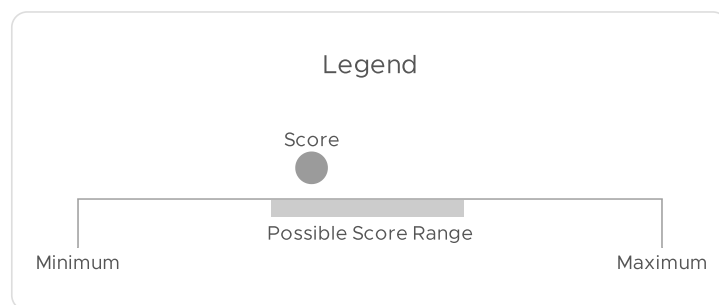 Legend
Score
Possible Score Range
Minimum
Maximum